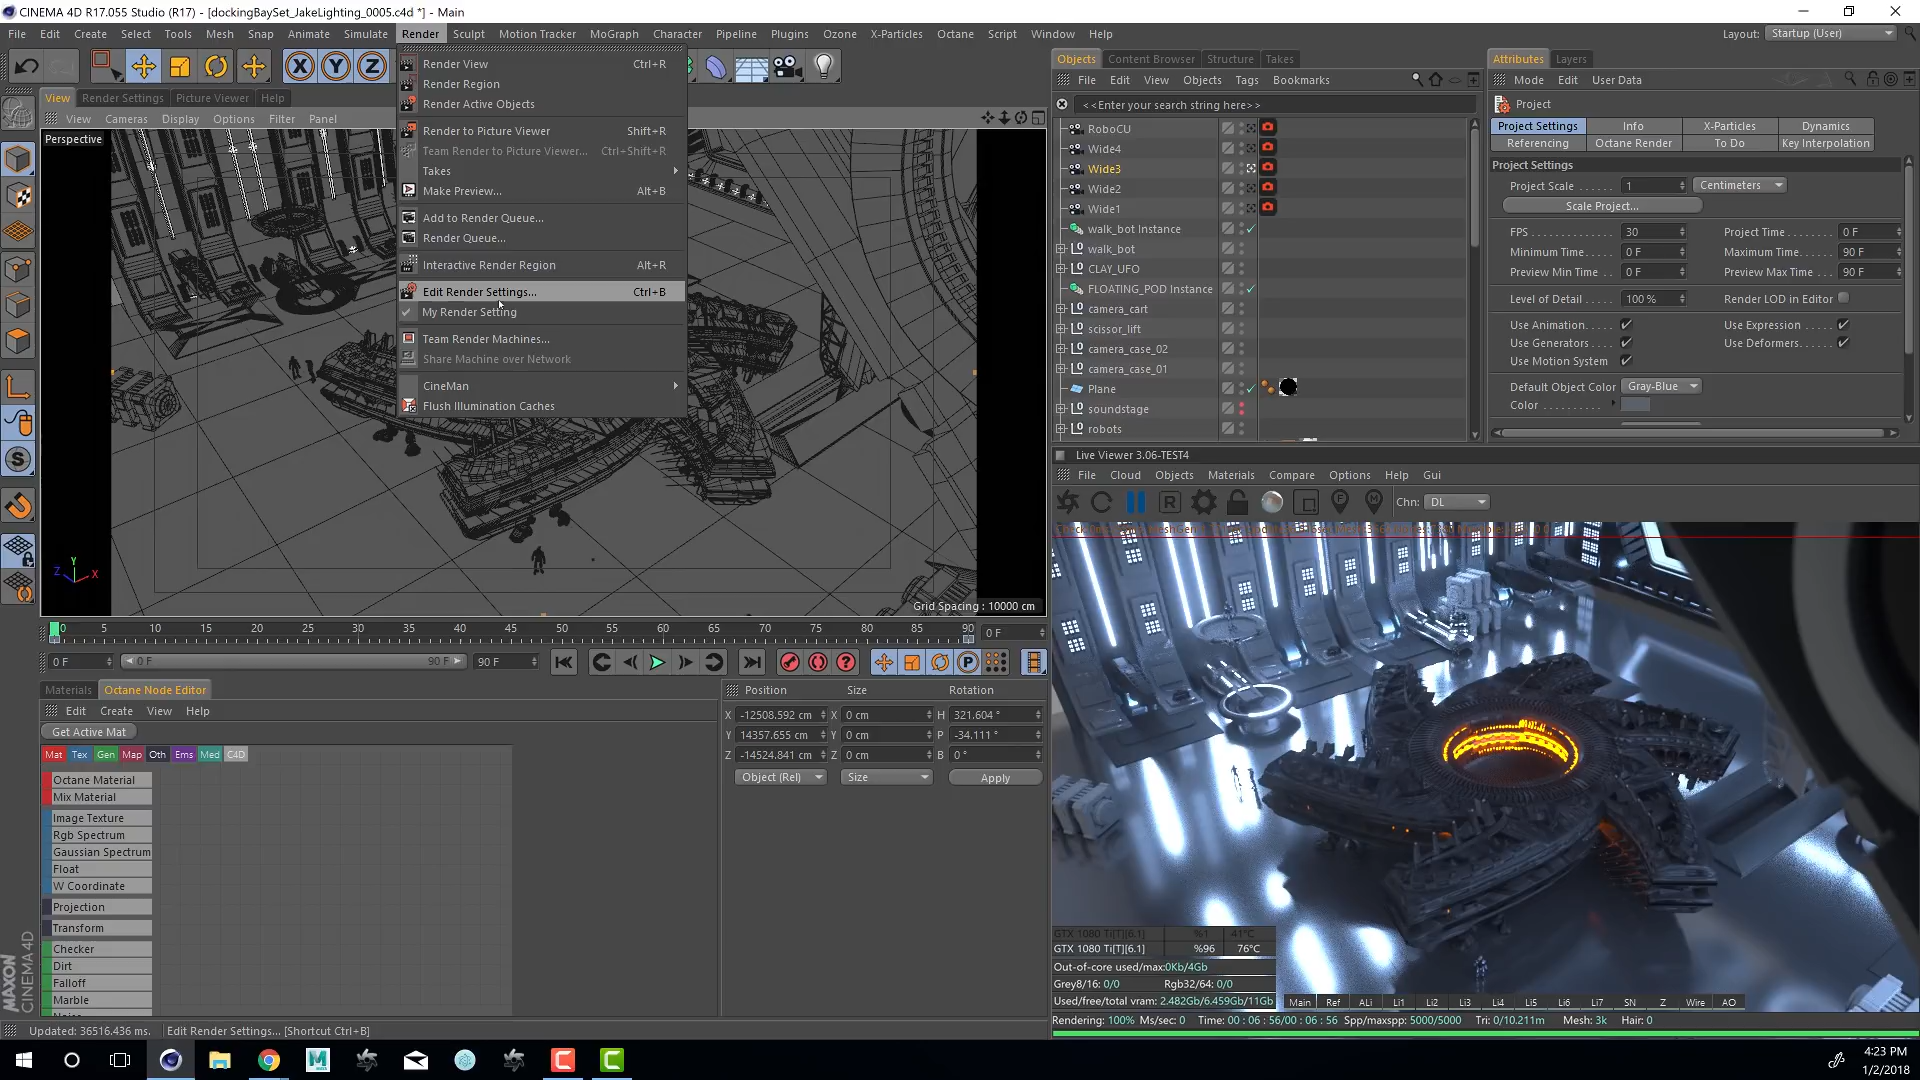 CINEMA 4D R17.055 Studio (R17) - [dockingBaySet_JakeLighting_0005.c4d *] - Main
File Edit Create Select Tools Mesh Snap Animate Simulate Render Sculpt Motion Tracker MoGraph Character Pipeline Plugins Ozone X-Particles Octane Script Window Help
Layout: Startup (User)
X Y Z
View Render Settings Picture Viewer Help
View Cameras Display Options Filter Panel
Perspective
Render View Ctrl+R
Render Region
Render Active Objects
Render to Picture Viewer Shift+R
Team Render to Picture Viewer... Ctrl+Shift+R
Takes
Make Preview... Alt+B
Add to Render Queue...
Render Queue...
Interactive Render Region Alt+R
Edit Render Settings... Ctrl+B
My Render Setting
Team Render Machines...
Share Machine over Network
CineMan
Flush Illumination Caches
Y
Z X
Grid Spacing : 10000 cm
0 5 10 15 20 25 30 35 40 45 50 55 60 65 70 75 80 85 90 0 F
0 F 0 F 90 F 90 F
Materials Octane Node Editor
Edit Create View Help
Get Active Mat
Mat Tex Gen Map Oth Ems Med C4D
Octane Material
Mix Material
Image Texture
Rgb Spectrum
Gaussian Spectrum
Float
W Coordinate
Projection
Transform
Checker
Dirt
Falloff
Marble
MAXON
CINEMA 4D
Position Size Rotation
X -12508.592 cm X 0 cm H 321.604 °
Y 14357.655 cm Y 0 cm P -34.111 °
Z -14524.841 cm Z 0 cm B 0 °
Object (Rel) Size Apply
Updated: 36516.436 ms. Edit Render Settings... [Shortcut Ctrl+B]
Objects Content Browser Structure Takes
File Edit View Objects Tags Bookmarks
<<Enter your search string here>>
RoboCU
Wide4
Wide3
Wide2
Wide1
walk_bot Instance
walk_bot
CLAY_UFO
FLOATING_POD Instance
camera_cart
scissor_lift
camera_case_02
camera_case_01
Plane
soundstage
robots
Attributes Layers
Mode Edit User Data
Project
Project Settings Info X-Particles Dynamics
Referencing Octane Render To Do Key Interpolation
Project Settings
Project Scale 1 Centimeters
Scale Project...
FPS 30 Project Time 0 F
Minimum Time 0 F Maximum Time 90 F
Preview Min Time 0 F Preview Max Time 90 F
Level of Detail 100 % Render LOD in Editor
Use Animation Use Expression
Use Generators Use Deformers
Use Motion System
Default Object Color Gray-Blue
Color
Live Viewer 3.06-TEST4
File Cloud Objects Materials Compare Options Help Gui
R F M Chn: DL
GTX 1080 Ti[T][6.1] %1 41°C
GTX 1080 Ti[T][6.1] %96 76°C
Out-of-core used/max:0Kb/4Gb
Grey8/16: 0/0 Rgb32/64: 0/0
Used/free/total vram: 2.482Gb/6.459Gb/11Gb
Main Ref ALi Li1 Li2 Li3 Li4 Li5 Li6 Li7 SN Z Wire AO
Rendering: 100% Ms/sec: 0 Time: 00 : 06 : 56/00 : 06 : 56 Spp/maxspp: 5000/5000 Tri: 0/10.211m Mesh: 3k Hair: 0
4:23 PM
1/2/2018